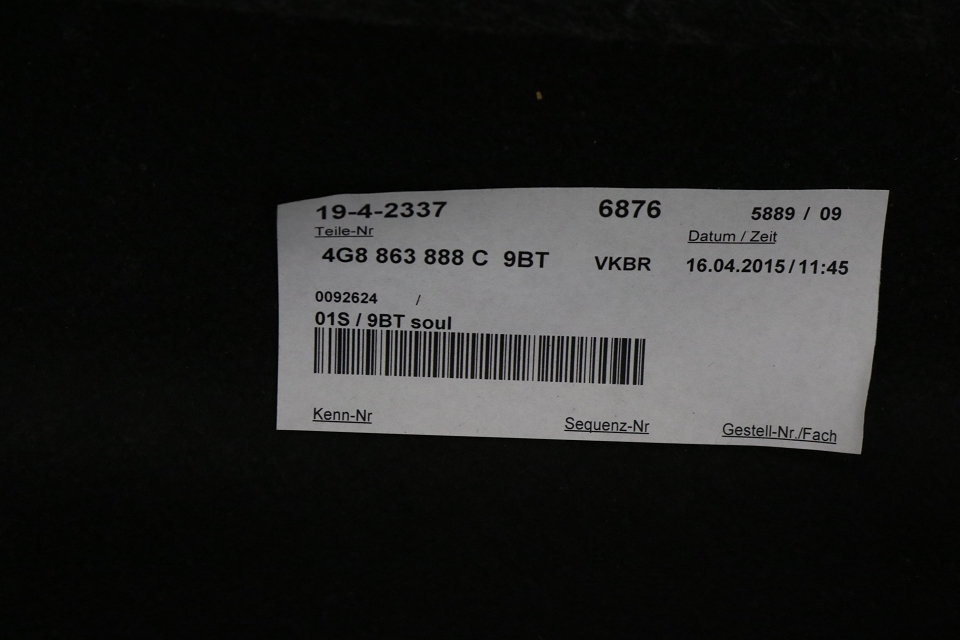 19-4-2337 6876 5889 / 09
Teile-Nr Datum / Zeit
4G8 863 888 C 9BT VKBR 16.04.2015/11:45
0092624 /
01S / 9BT soul
Kenn-Nr Sequenz-Nr Gestell-Nr./Fach